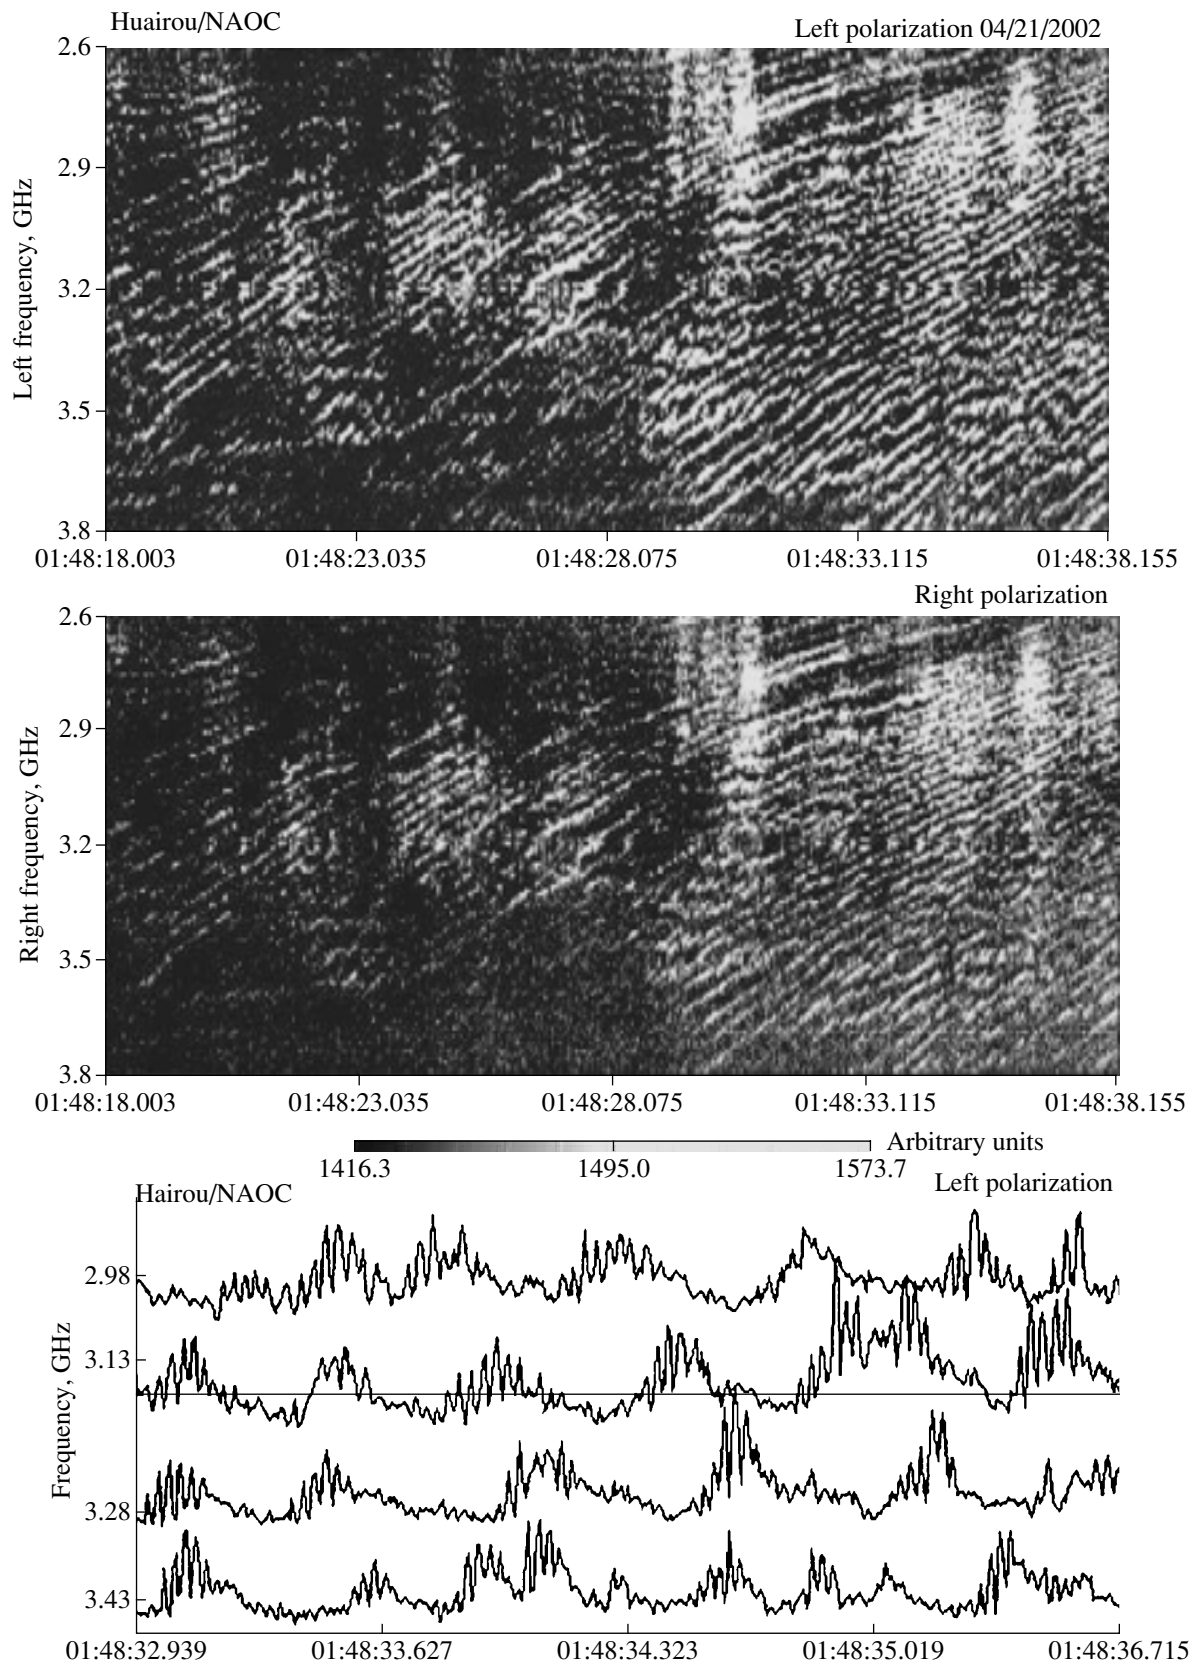 Huairou/NAOC
Left polarization 04/21/2002
2.6
2.9
3.2
3.5
3.8
Left frequency, GHz
01:48:18.003 01:48:23.035 01:48:28.075 01:48:33.115 01:48:38.155
Right polarization
2.6
2.9
3.2
3.5
3.8
Right frequency, GHz
01:48:18.003 01:48:23.035 01:48:28.075 01:48:33.115 01:48:38.155
Arbitrary units
1416.3 1495.0 1573.7
Hairou/NAOC
Left polarization
2.98
3.13
3.28
3.43
Frequency, GHz
01:48:32.939 01:48:33.627 01:48:34.323 01:48:35.019 01:48:36.715